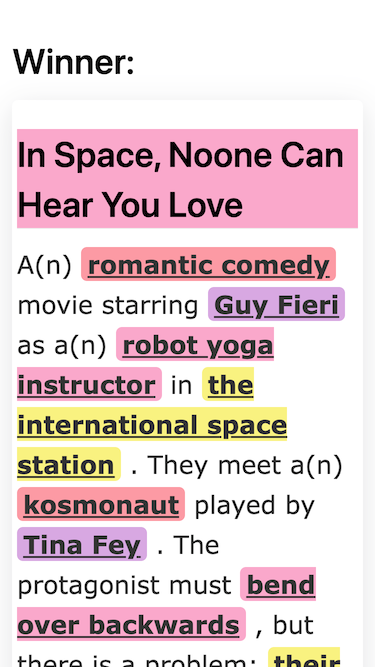 Winner:
In Space, Noone Can
Hear You Love
A(n) romantic comedy
movie starring Guy Fieri
as a(n) robot yoga
instructor in the
international space
station . They meet a(n)
kosmonaut played by
Tina Fey . The
protagonist must bend
over backwards , but
there is a problem: their